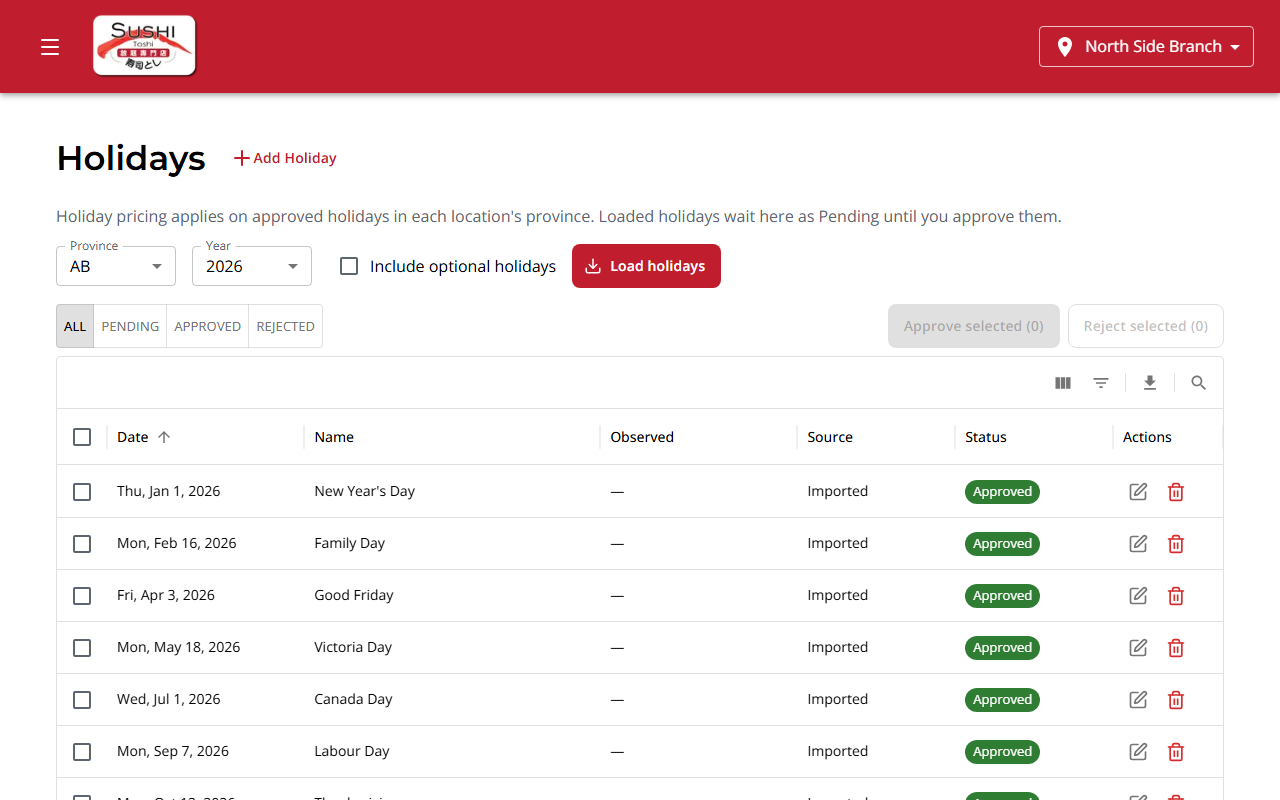 SUSHI
Toshi
放題專門店
寿司とし
North Side Branch
Holidays
Add Holiday
Holiday pricing applies on approved holidays in each location's province. Loaded holidays wait here as Pending until you approve them.
Province
AB
Year
2026
Include optional holidays
Load holidays
ALL
PENDING
APPROVED
REJECTED
Approve selected (0)
Reject selected (0)
Date
Name
Observed
Source
Status
Actions
Thu, Jan 1, 2026 New Year's Day — Imported Approved
Mon, Feb 16, 2026 Family Day — Imported Approved
Fri, Apr 3, 2026 Good Friday — Imported Approved
Mon, May 18, 2026 Victoria Day — Imported Approved
Wed, Jul 1, 2026 Canada Day — Imported Approved
Mon, Sep 7, 2026 Labour Day — Imported Approved